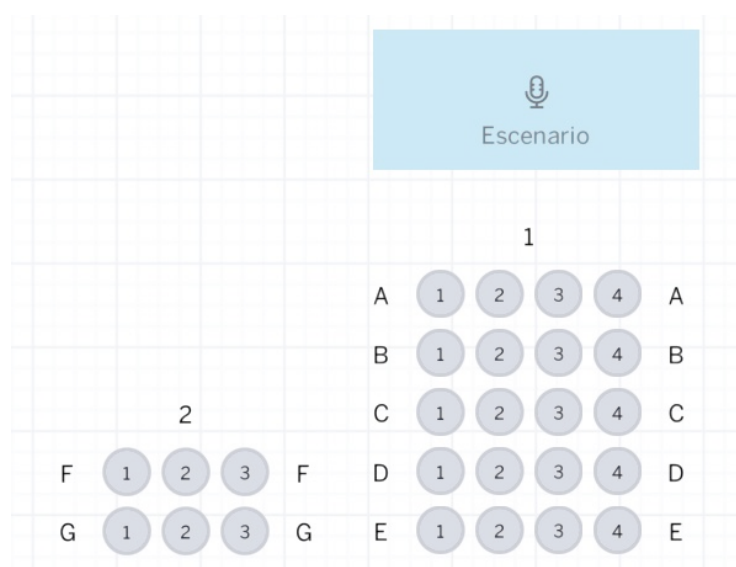 Escenario
1
A 1 2 3 4 A
B 1 2 3 4 B
C 1 2 3 4 C
2
F 1 2 3 F D 1 2 3 4 D
G 1 2 3 G E 1 2 3 4 E